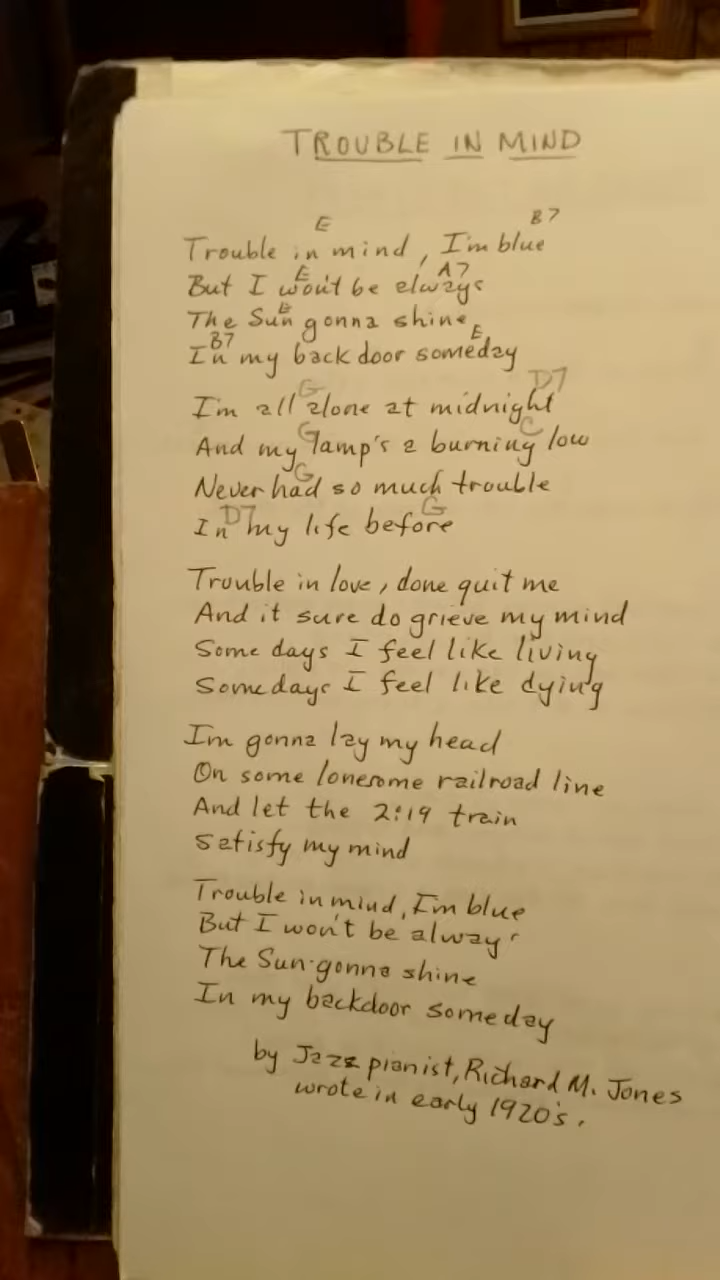 TROUBLE IN MIND
E B7
Trouble in mind, I'm blue
E A7
But I won't be always
E
The Sun gonna shine
B7 E
In my back door someday
G D7
I'm all alone at midnight
G C
And my lamp's a burning low
G
Never had so much trouble
D7 G
In my life before
Trouble in love, done quit me
And it sure do grieve my mind
Some days I feel like living
Somedays I feel like dying
I'm gonna lay my head
On some lonesome railroad line
And let the 2:19 train
Satisfy my mind
Trouble in mind, I'm blue
But I won't be always
The Sun gonna shine
In my backdoor someday
by Jazz pianist, Richard M. Jones
wrote in early 1920's.